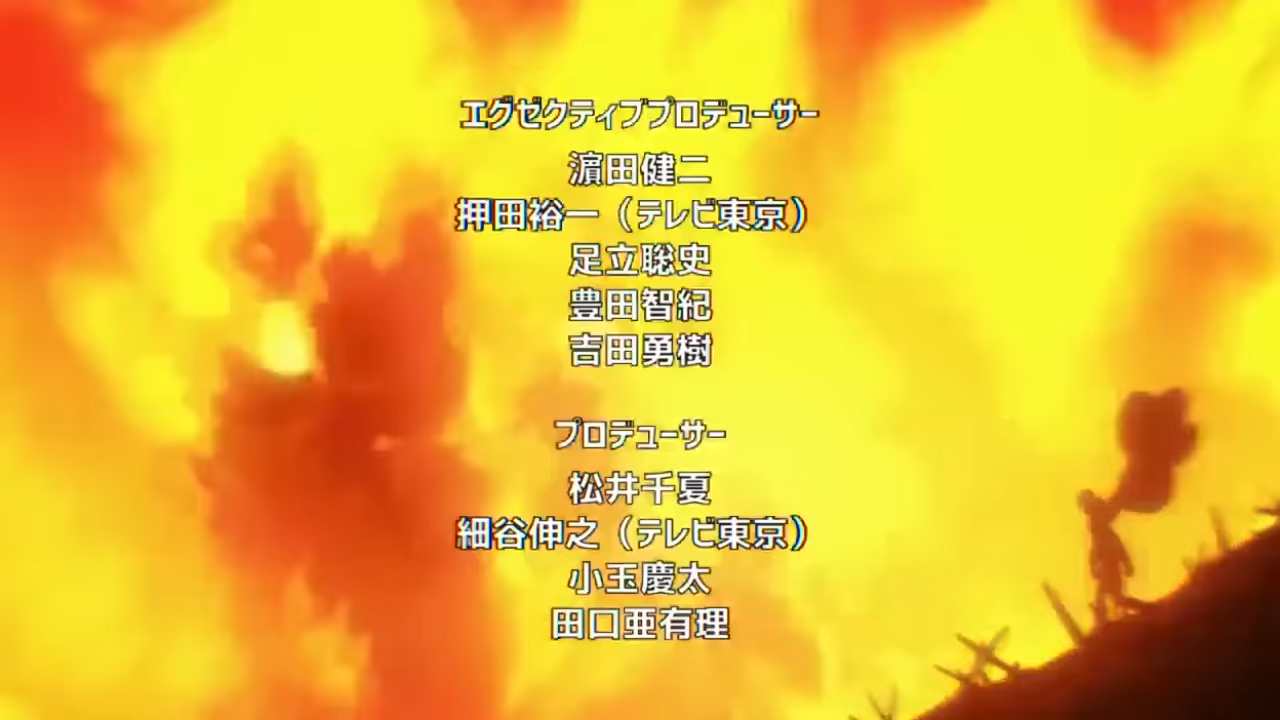 エグゼクティブプロデューサー
濵田健二
押田裕一（テレビ東京）
足立聡史
豊田智紀
吉田勇樹
プロデューサー
松井千夏
細谷伸之（テレビ東京）
小玉慶太
田口亜有理